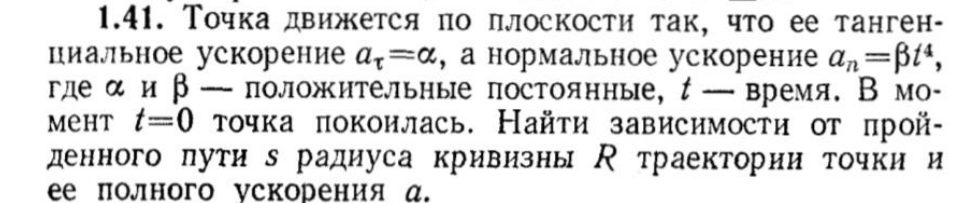 1.41. Точка движется по плоскости так, что ее танген-
циальное ускорение aτ=α, а нормальное ускорение aₙ=βt⁴,
где α и β — положительные постоянные, t — время. В мо-
мент t=0 точка покоилась. Найти зависимости от прой-
денного пути s радиуса кривизны R траектории точки и
ее полного ускорения a.